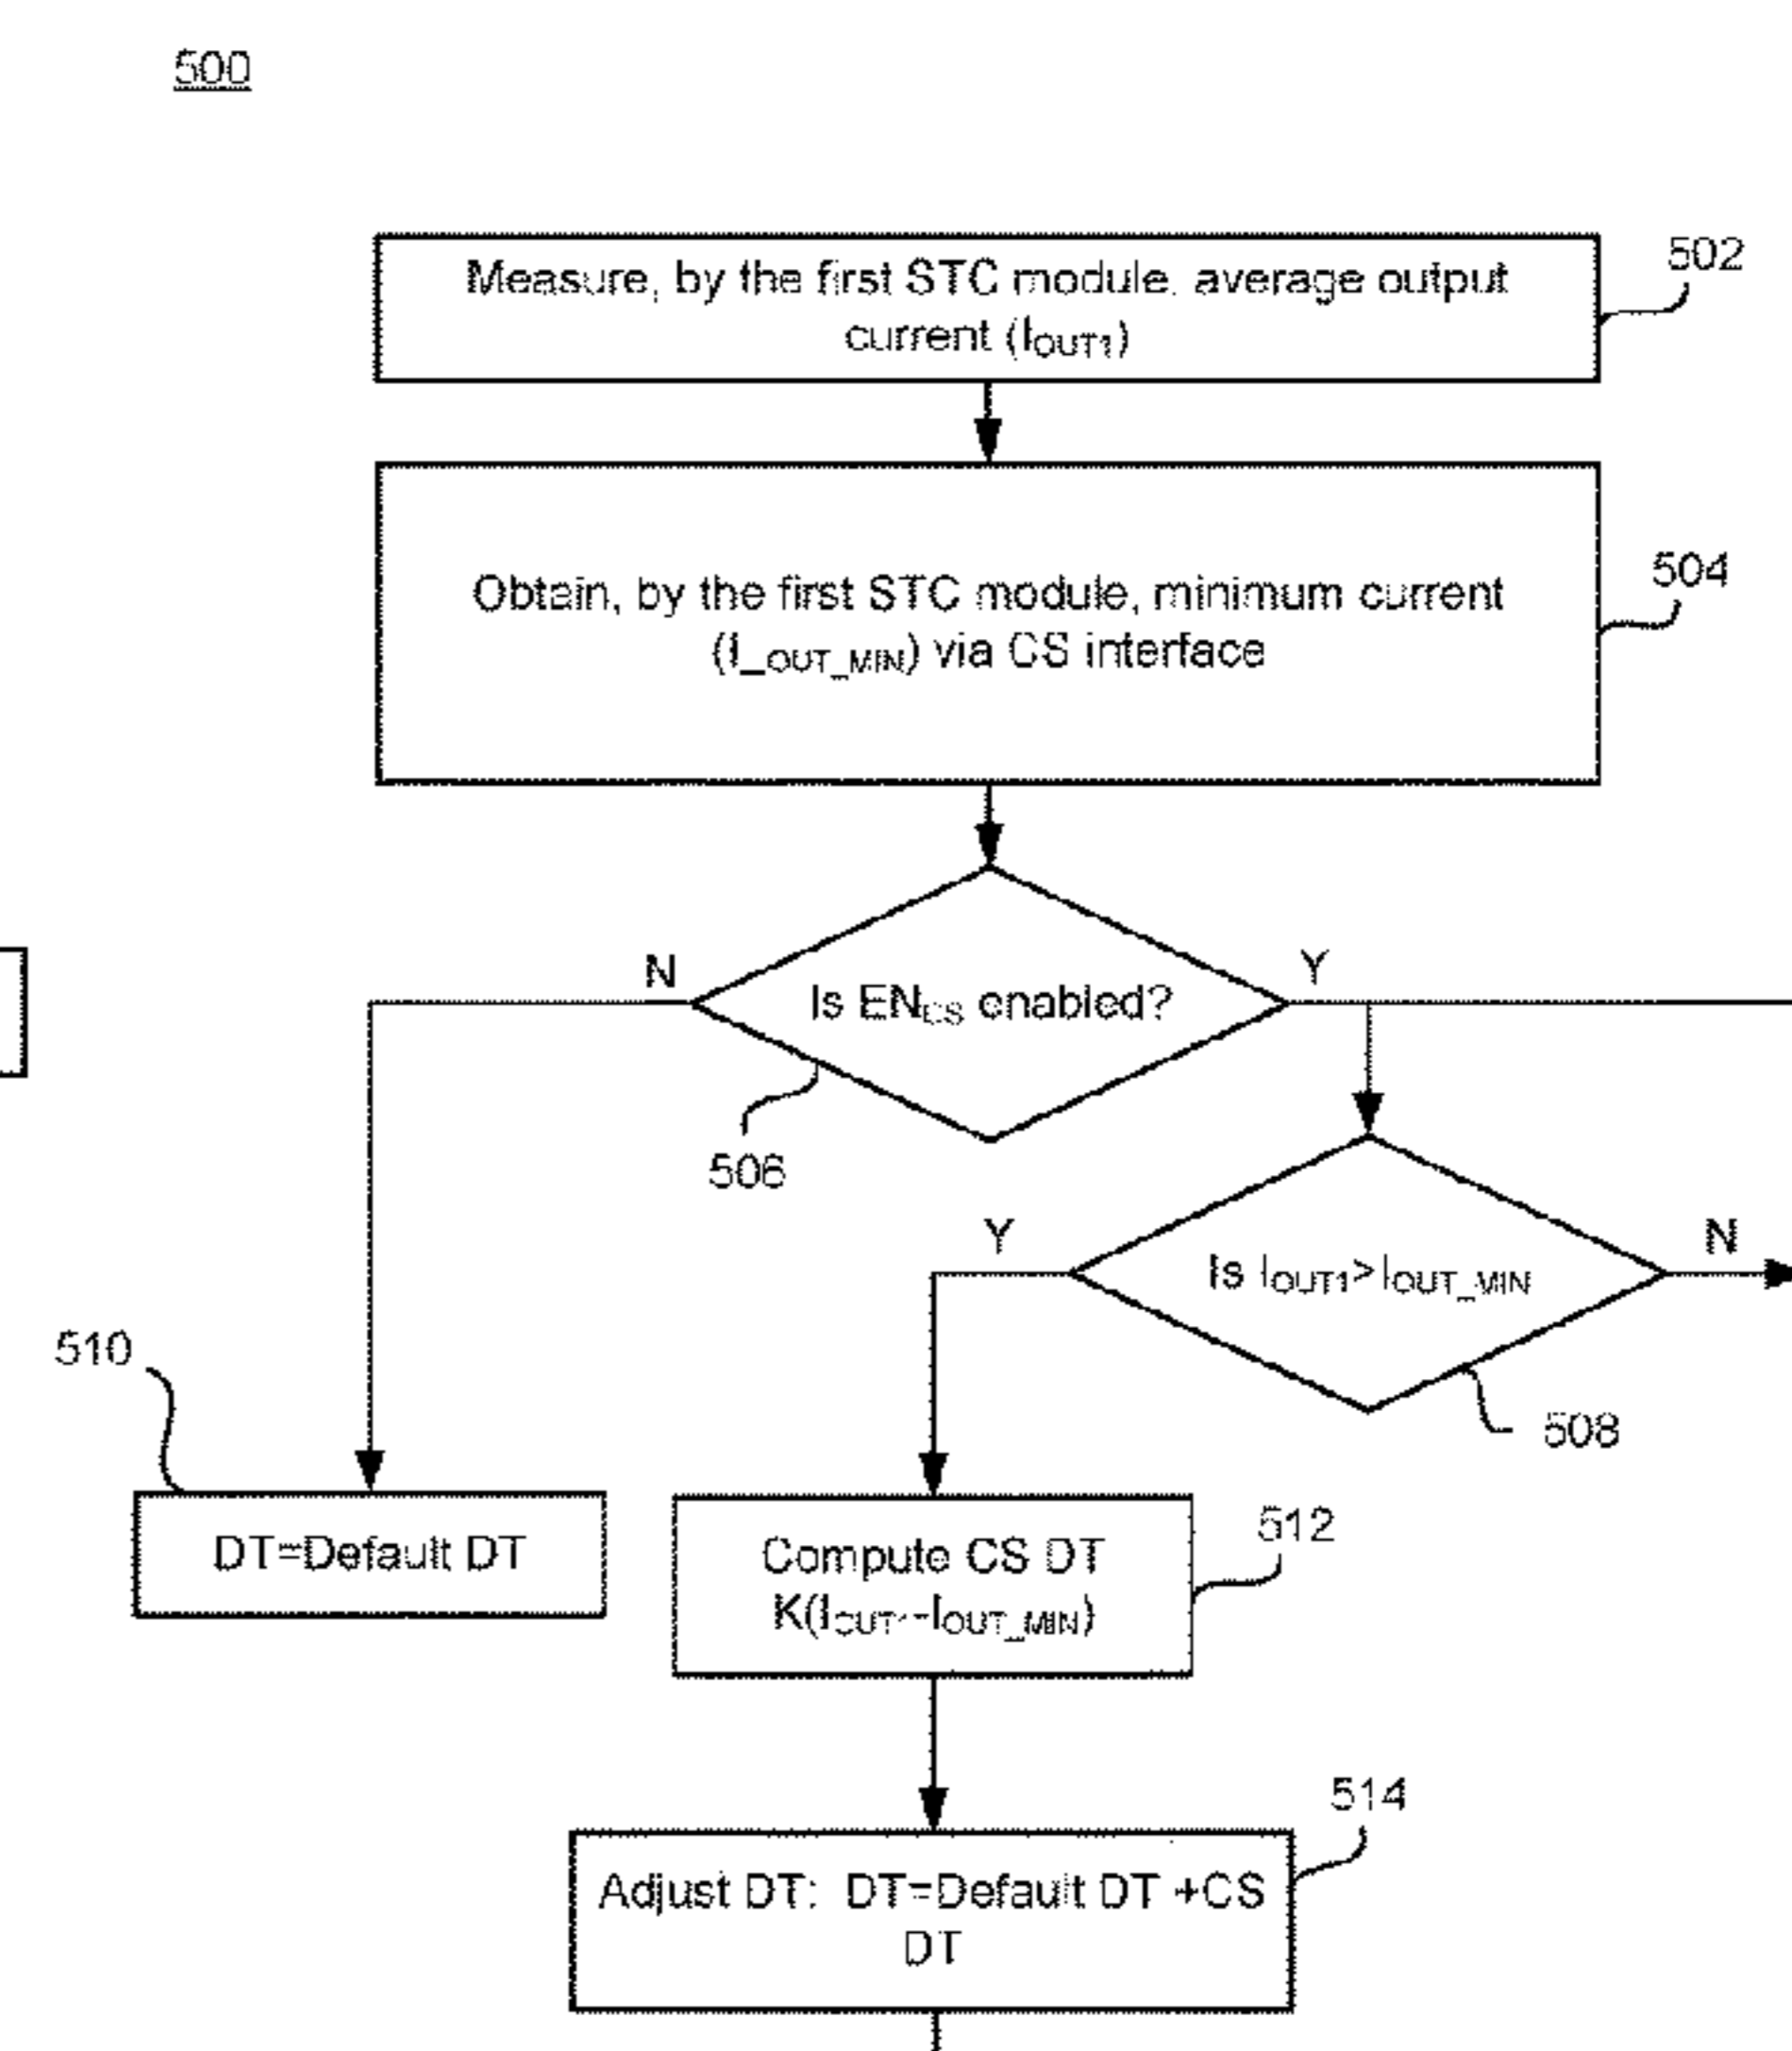 500
Measure, by the first STC module, average output
current (IOUT1)
502
Obtain, by the first STC module, minimum current
(I_OUT_MIN) via CS interface
504
N
Is ENCS enabled?
Y
506
Y
Is IOUT1>IOUT_MIN
N
508
510
DT=Default DT
Compute CS DT
K(IOUT1-IOUT_MIN)
512
Adjust DT: DT=Default DT +CS
DT
514